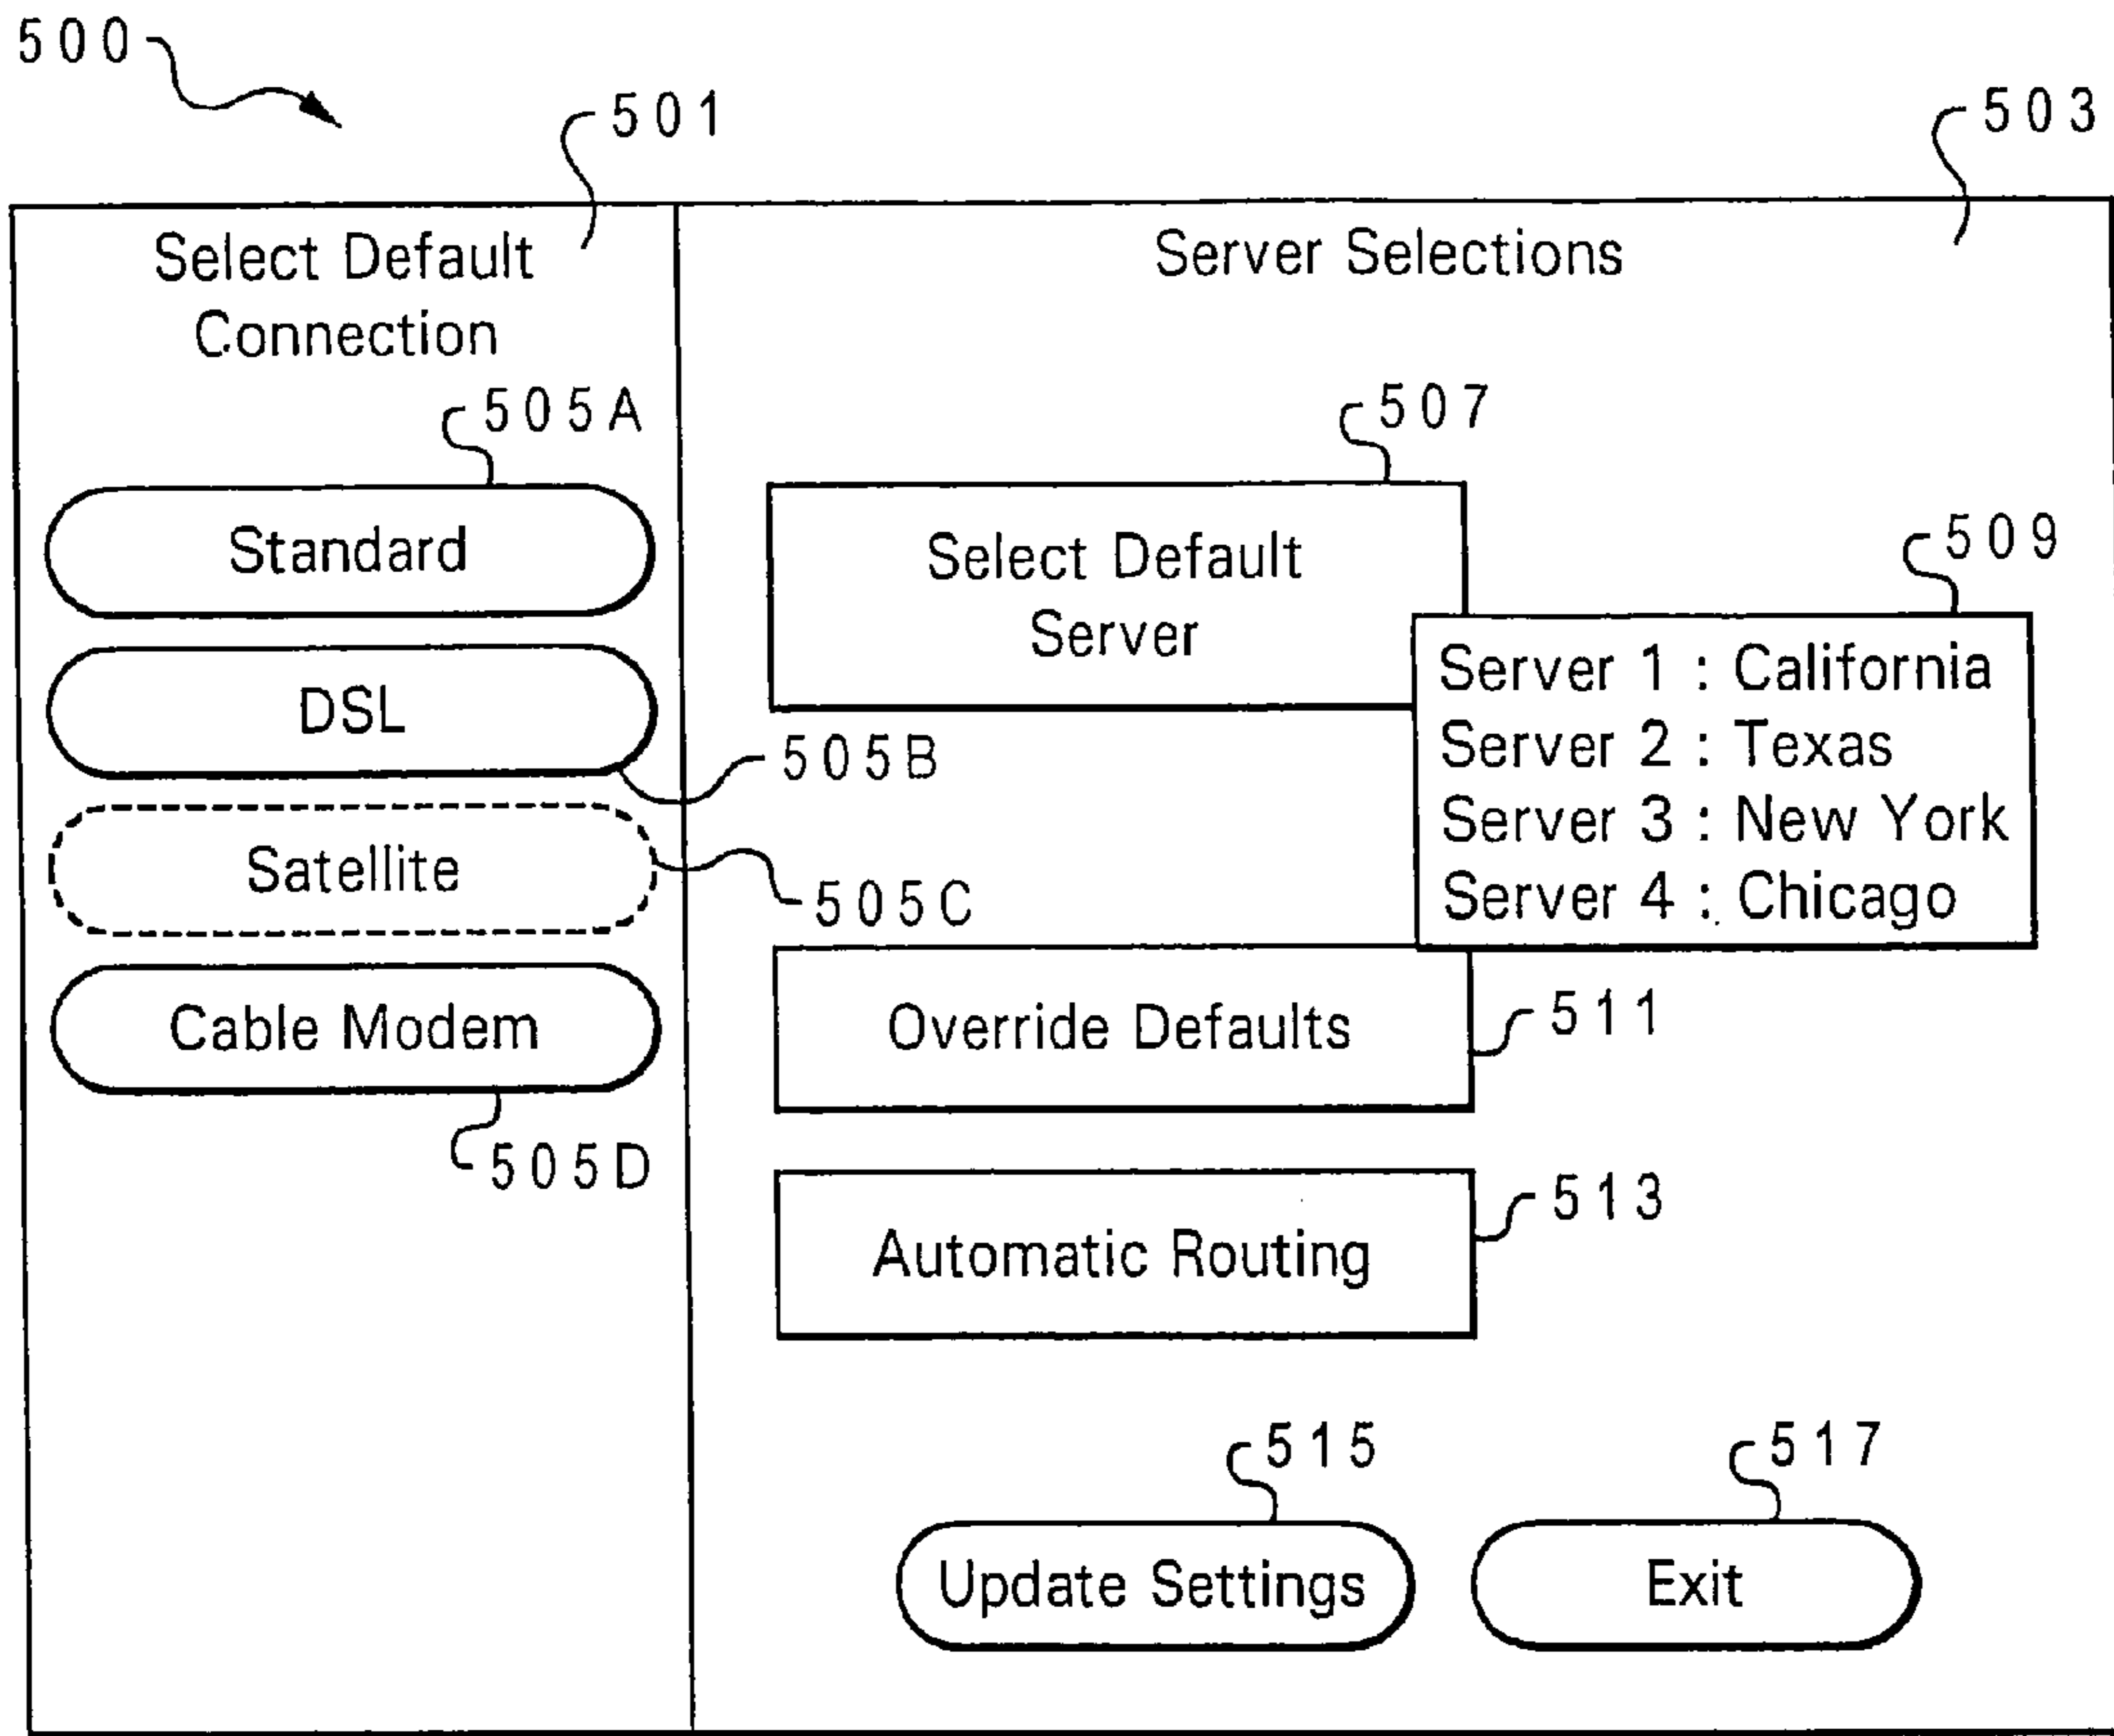 500
501
503
Select Default
Connection
Server Selections
505A
Standard
DSL
505B
Satellite
505C
Cable Modem
505D
507
Select Default
Server
509
Server 1 : California
Server 2 : Texas
Server 3 : New York
Server 4 : Chicago
Override Defaults
511
Automatic Routing
513
515
517
Update Settings
Exit